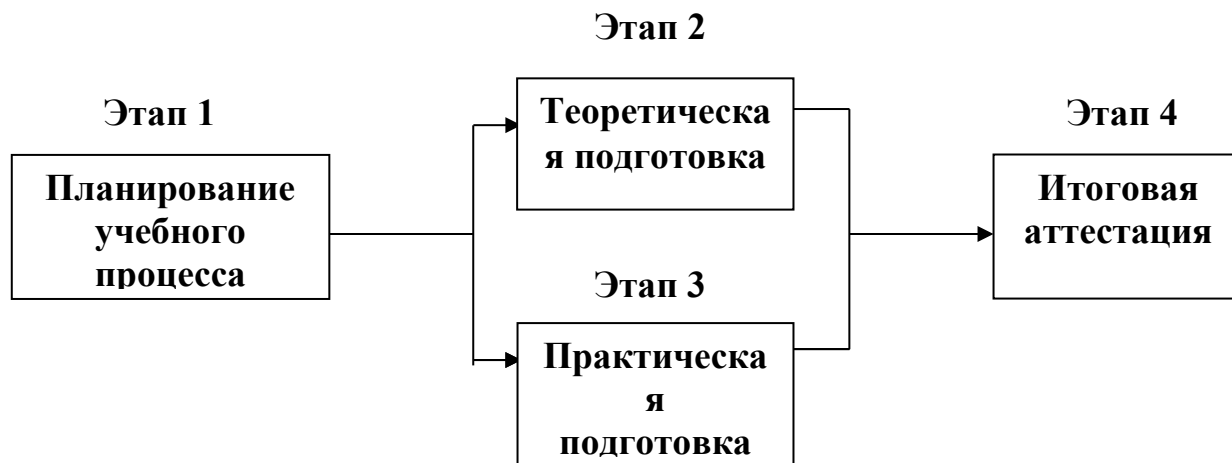 Этап 1
Планирование
учебного
процесса
Этап 2
Теоретическа
я подготовка
Этап 3
Практическа
я
подготовка
Этап 4
Итоговая
аттестация